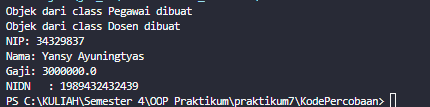 Objek dari class Pegawai dibuat
Objek dari class Dosen dibuat
NIP: 34329837
Nama: Yansy Ayuningtyas
Gaji: 3000000.0
NIDN   : 1989432432439
PS C:\KULIAH\Semester 4\OOP Praktikum\praktikum7\KodePercobaan>